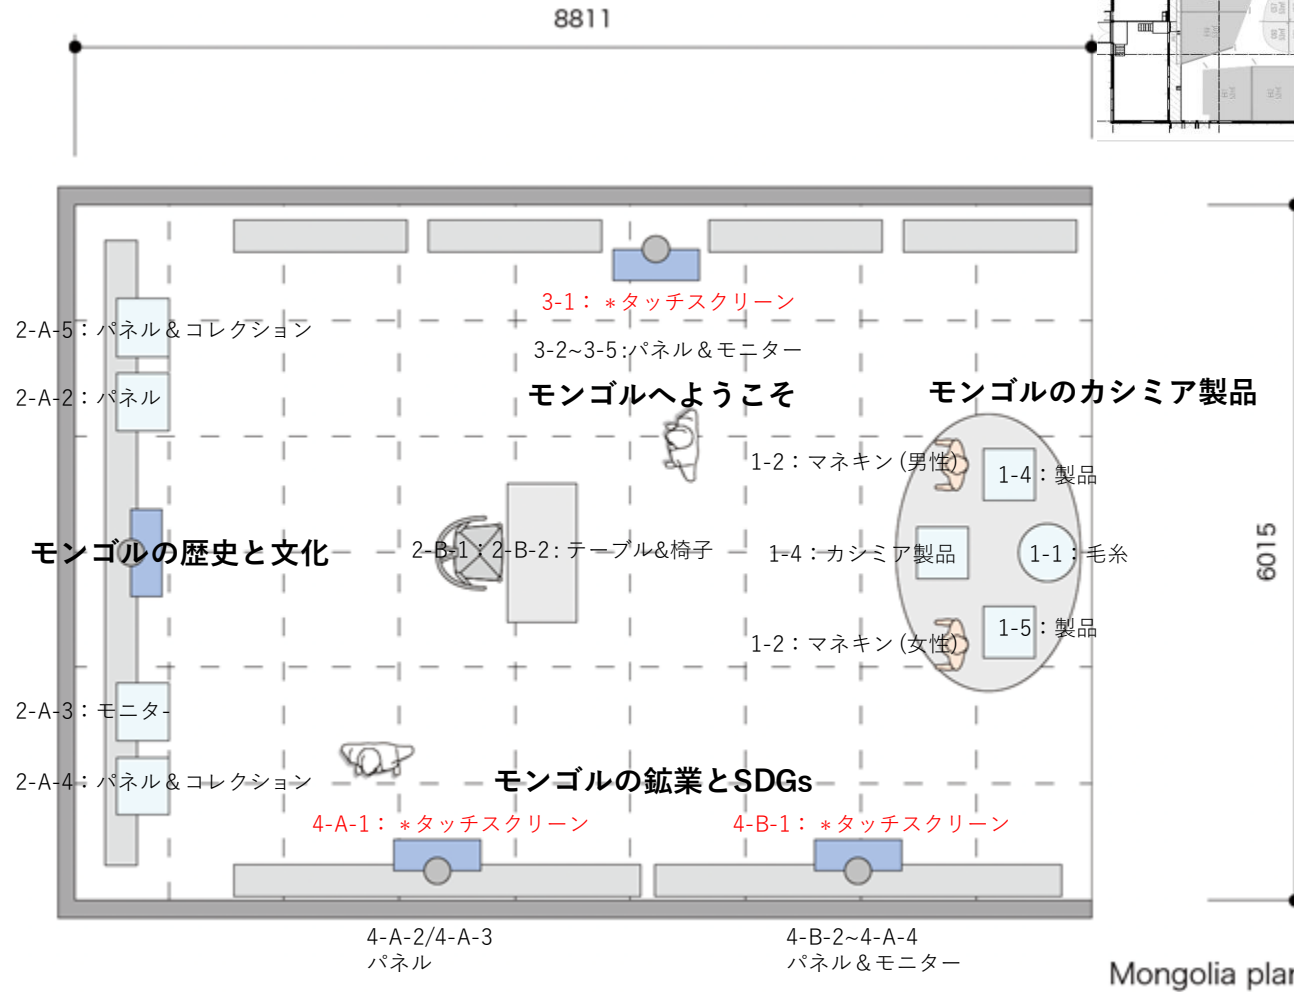 8811
3-1：＊タッチスクリーン
2-A-5：パネル＆コレクション
3-2~3-5:パネル＆モニター
2-A-2：パネル
モンゴルへようこそ
モンゴルのカシミア製品
1-2：マネキン(男性)
1-4：製品
モンゴルの歴史と文化
2-B-1；2-B-2：テーブル&椅子
1-4：カシミア製品
1-1：毛糸
6015
1-5：製品
1-2：マネキン(女性)
2-A-3：モニタ-
2-A-4：パネル＆コレクション
モンゴルの鉱業とSDGs
4-A-1：＊タッチスクリーン
4-B-1：＊タッチスクリーン
4-A-2/4-A-3
パネル
4-B-2~4-A-4
パネル＆モニター
Mongolia plan